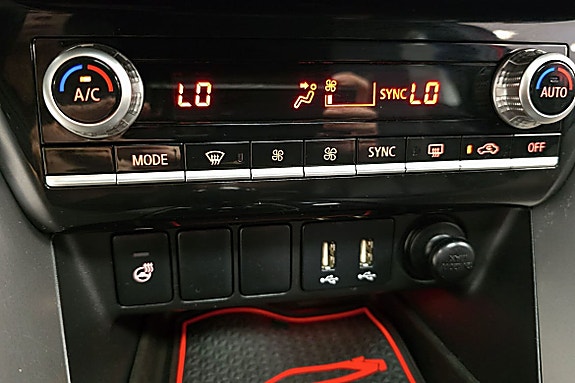 A/C
LO
SYNC LO
AUTO
MODE
SYNC
OFF